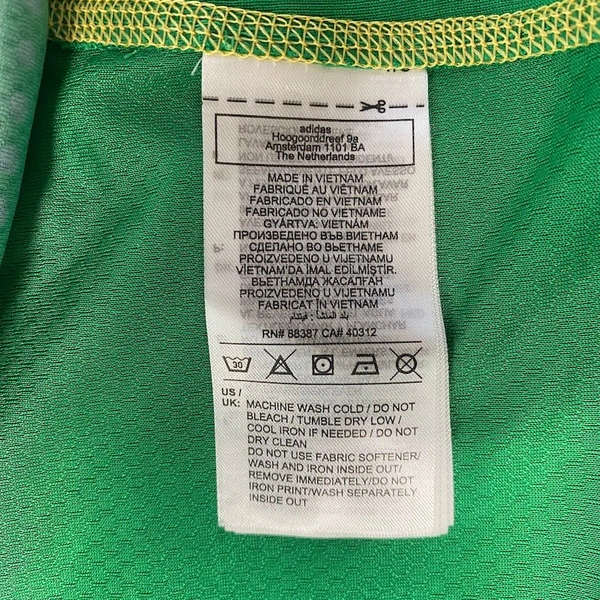 adidas
Hoogoorddreef 9a
Amsterdam 1101 BA
The Netherlands
MADE IN VIETNAM
FABRIQUÉ AU VIÊTNAM
FABRICADO EN VIETNAM
FABRICADO NO VIETNAME
GYÁRTVA: VIETNÁM
ПРОИЗВЕДЕНО ВЪВ ВИЕТНАМ
СДЕЛАНО ВО ВЬЕТНАМЕ
PROIZVEDENO U VIJETNAMU
VİETNAM'DA İMAL EDİLMİŞTİR.
ВЬЕТНАМДА ЖАСАЛҒАН
PROIZVEDENO U VIJETNAMU
FABRICAT ÎN VIETNAM
بلد المنشأ : فيتنام
RN# 88387 CA# 40312
30
US /
UK: MACHINE WASH COLD / DO NOT
BLEACH / TUMBLE DRY LOW /
COOL IRON IF NEEDED / DO NOT
DRY CLEAN
DO NOT USE FABRIC SOFTENER/
WASH AND IRON INSIDE OUT/
REMOVE IMMEDIATELY/DO NOT
IRON PRINT/WASH SEPARATELY
INSIDE OUT